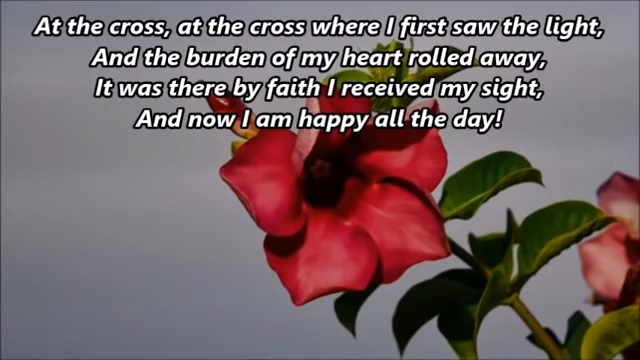 At the cross, at the cross where I first saw the light,
And the burden of my heart rolled away,
It was there by faith I received my sight,
And now I am happy all the day!